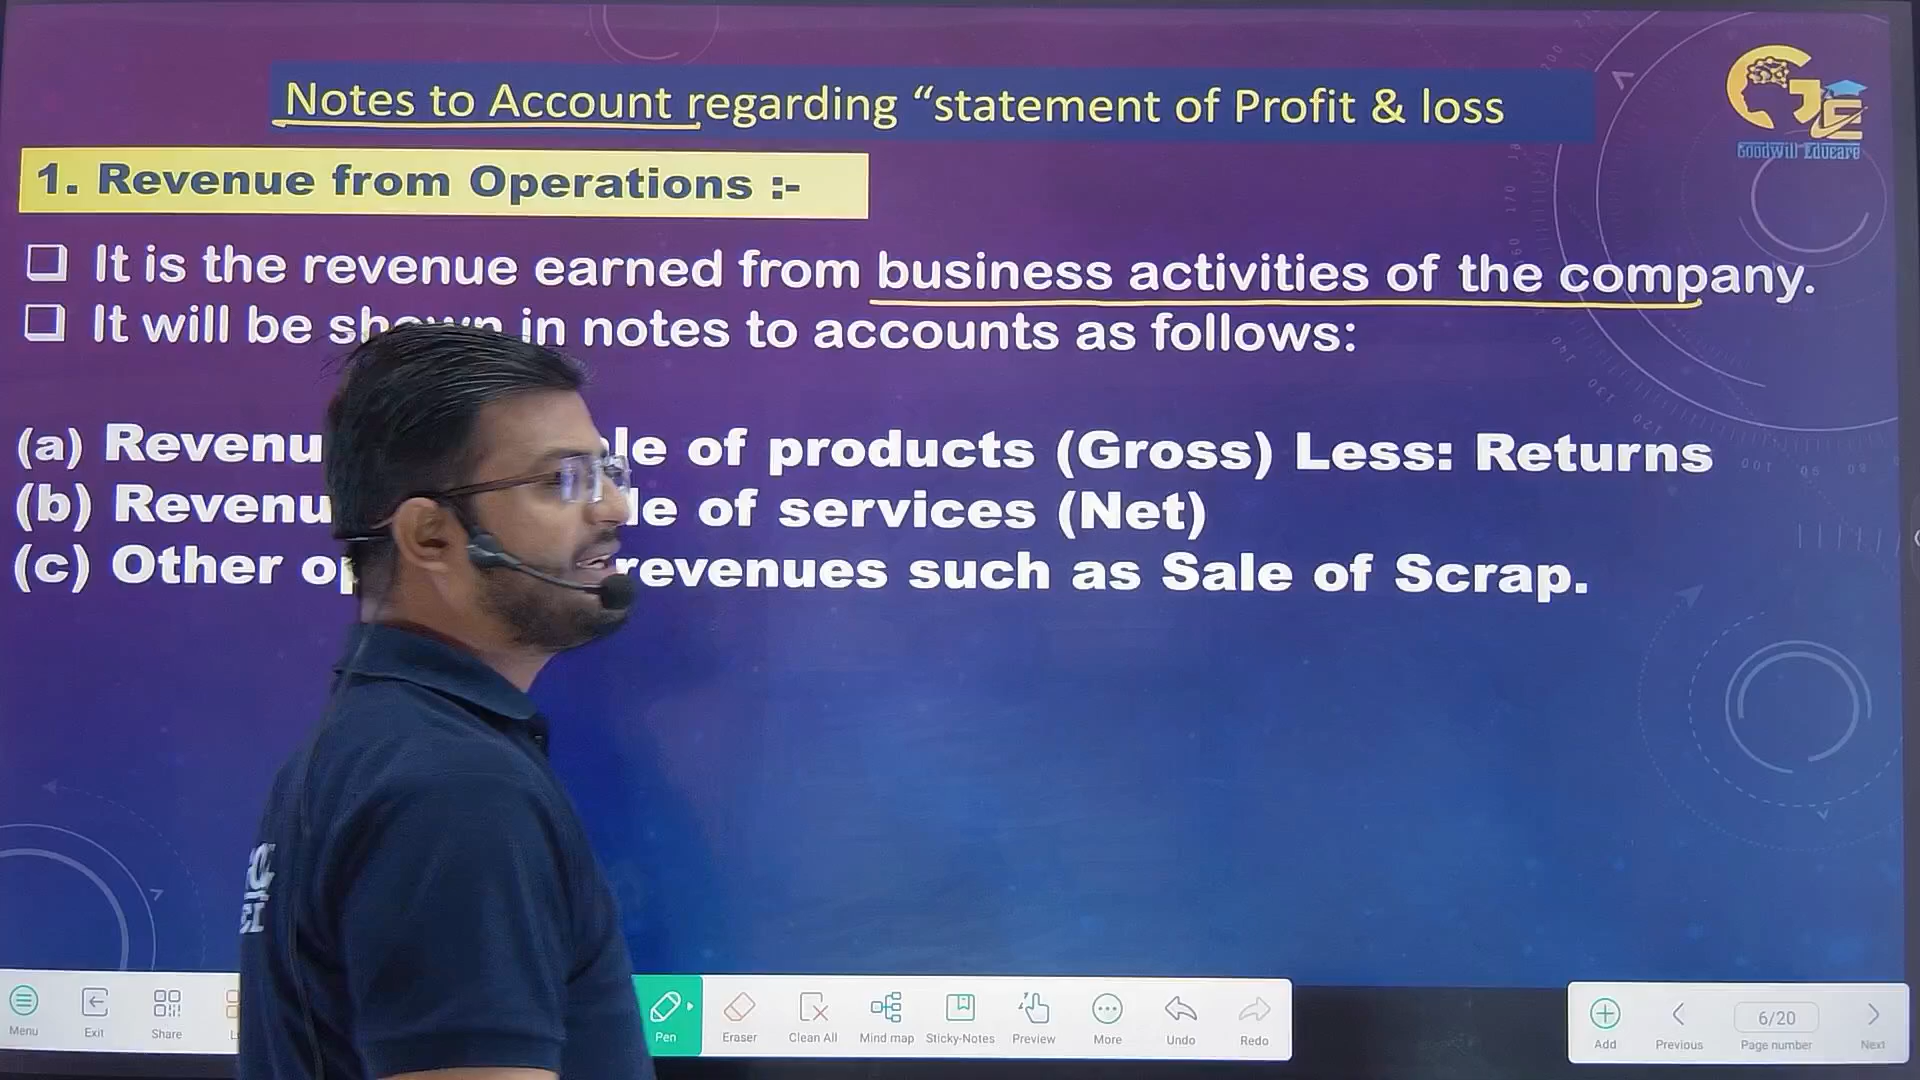 Notes to Account regarding “statement of Profit & loss
Goodwill Educare
1. Revenue from Operations :-
❑ It is the revenue earned from business activities of the company.
❑ It will be shown in notes to accounts as follows:
(a) Revenu le of products (Gross) Less: Returns
(b) Revenu le of services (Net)
(c) Other op revenues such as Sale of Scrap.
Menu Exit Share Pen Eraser Clean All Mind map Sticky-Notes Preview More Undo Redo Add Previous 6/20 Page number Next